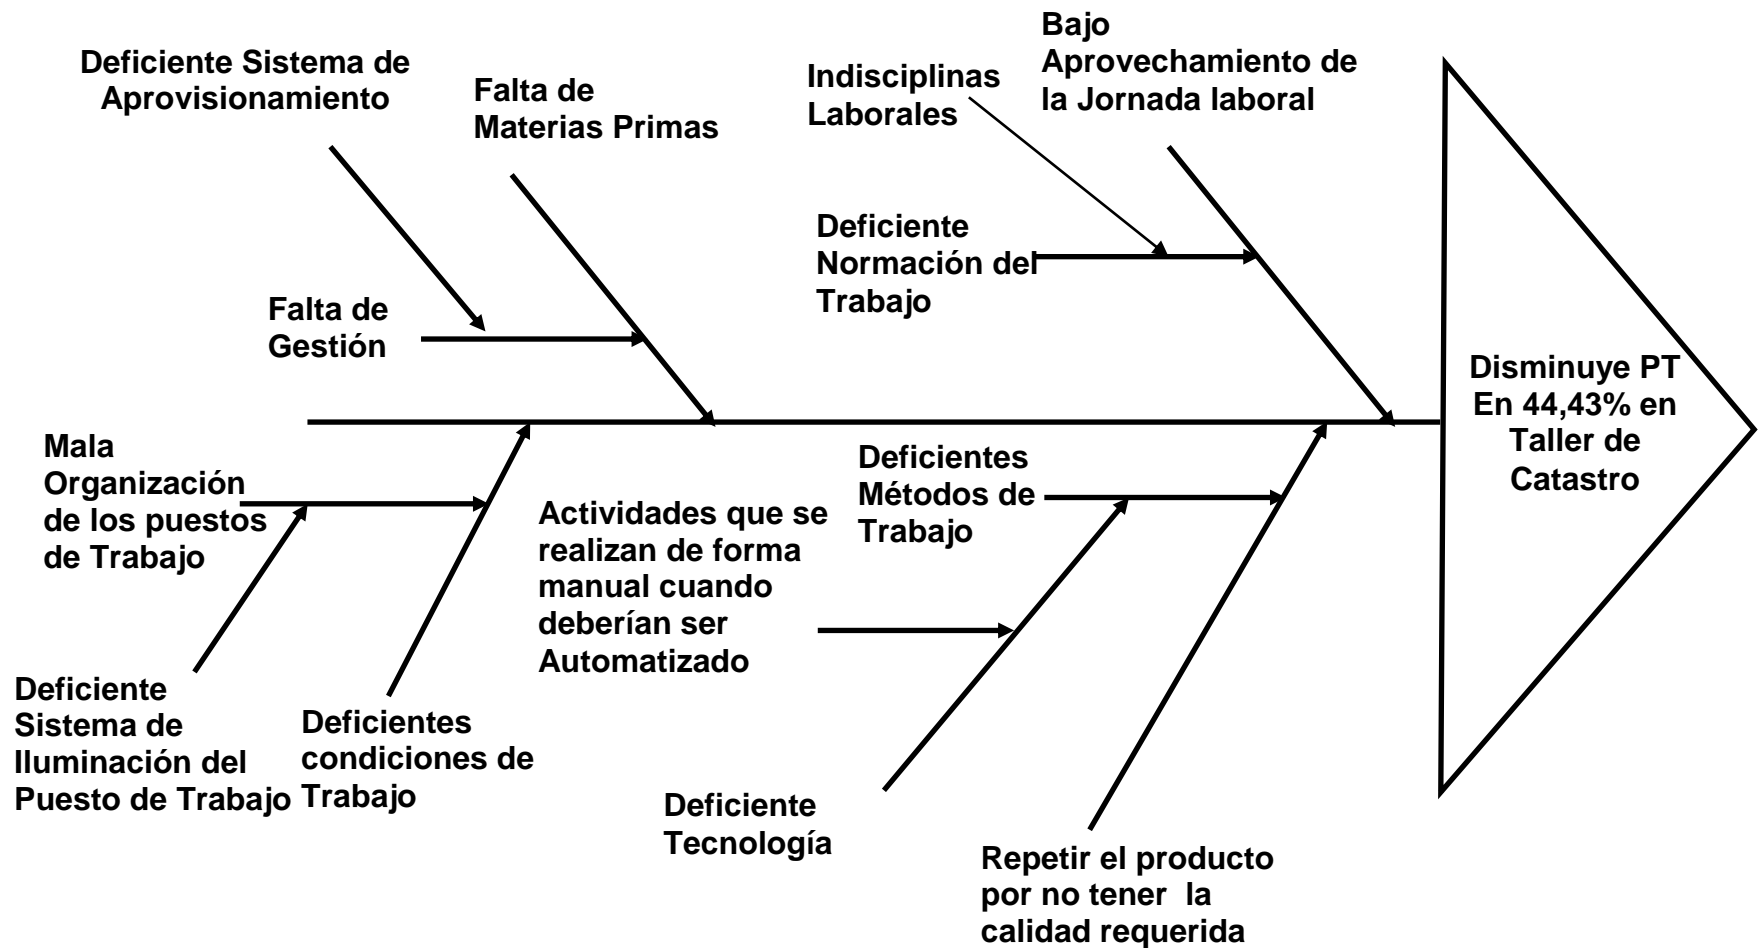 Deficiente Sistema de
Aprovisionamiento
Falta de
Materias Primas
Indisciplinas
Laborales
Bajo
Aprovechamiento de
la Jornada laboral
Deficiente
Normación del
Trabajo
Falta de
Gestión
Disminuye PT
En 44,43% en
Taller de
Catastro
Mala
Organización
de los puestos
de Trabajo
Actividades que se
realizan de forma
manual cuando
deberían ser
Automatizado
Deficientes
Métodos de
Trabajo
Deficiente
Sistema de
Iluminación del
Puesto de Trabajo
Deficientes
condiciones de
Trabajo
Deficiente
Tecnología
Repetir el producto
por no tener  la
calidad requerida